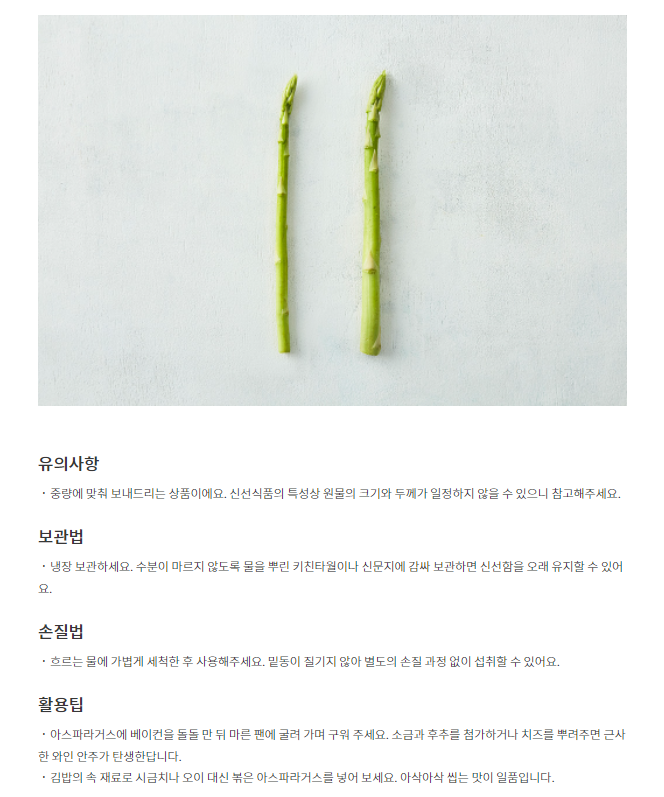 유의사항
· 중량에 맞춰 보내드리는 상품이에요. 신선식품의 특성상 원물의 크기와 두께가 일정하지 않을 수 있으니 참고해주세요.
보관법
· 냉장 보관하세요. 수분이 마르지 않도록 물을 뿌린 키친타월이나 신문지에 감싸 보관하면 신선함을 오래 유지할 수 있어
요.
손질법
· 흐르는 물에 가볍게 세척한 후 사용해주세요. 밑동이 질기지 않아 별도의 손질 과정 없이 섭취할 수 있어요.
활용팁
· 아스파라거스에 베이컨을 돌돌 만 뒤 마른 팬에 굴려 가며 구워 주세요. 소금과 후추를 첨가하거나 치즈를 뿌려주면 근사
한 와인 안주가 탄생한답니다.
· 김밥의 속 재료로 시금치나 오이 대신 볶은 아스파라거스를 넣어 보세요. 아삭아삭 씹는 맛이 일품입니다.